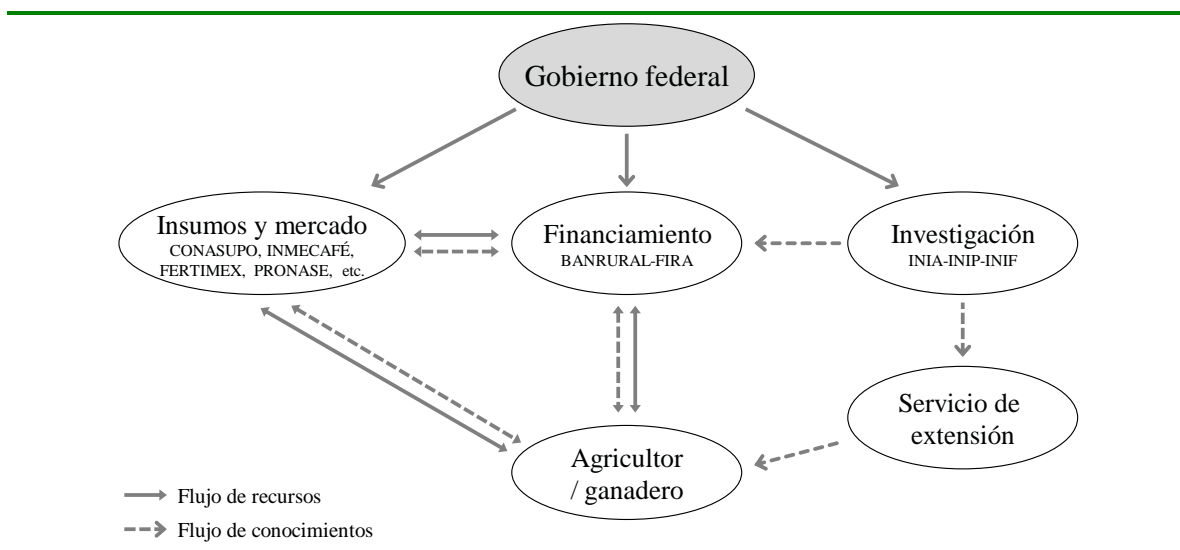 Gobierno federal
Insumos y mercado
CONASUPO, INMECAFÉ,
FERTIMEX, PRONASE, etc.
Financiamiento
BANRURAL-FIRA
Investigación
INIA-INIP-INIF
Servicio de
extensión
Agricultor
/ ganadero
Flujo de recursos
Flujo de conocimientos